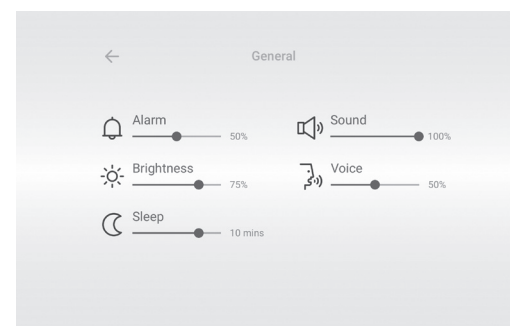 General
Alarm
50%
Sound
100%
Brightness
75%
Voice
50%
Sleep
10 mins